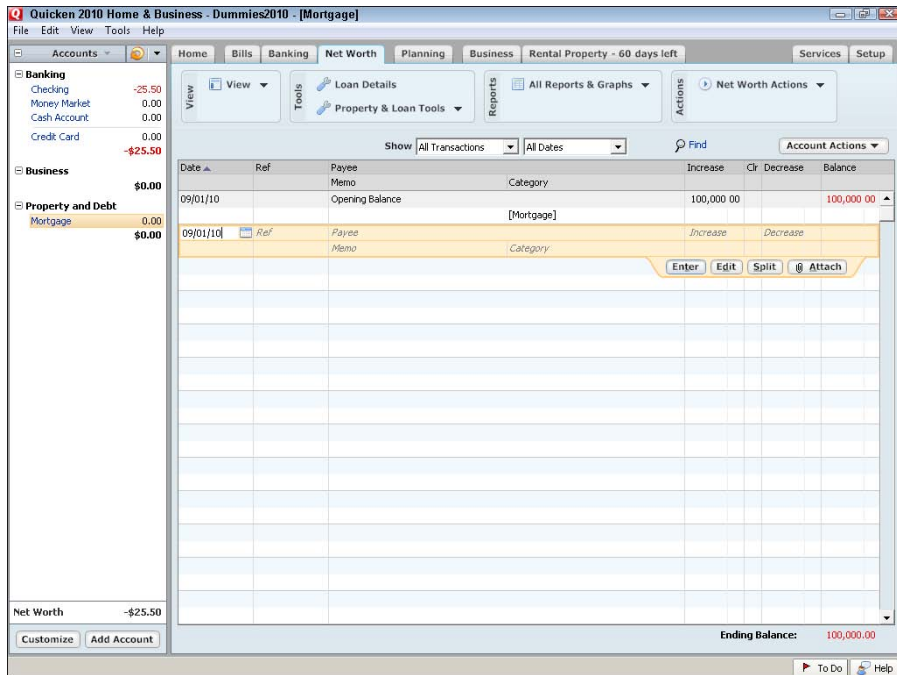 Quicken 2010 Home & Business - Dummies2010 - [Mortgage]
File Edit View Tools Help
Accounts
Home Bills Banking Net Worth Planning Business Rental Property - 60 days left Services Setup
Banking
Checking -25.50
Money Market 0.00
Cash Account 0.00
Credit Card 0.00
-$25.50
Business
$0.00
Property and Debt
Mortgage 0.00
$0.00
Net Worth -$25.50
Customize Add Account
View
View
Tools
Loan Details
Property & Loan Tools
Reports
All Reports & Graphs
Actions
Net Worth Actions
Show All Transactions All Dates Find Account Actions
Date Ref Payee Increase Clr Decrease Balance
Memo Category
09/01/10 Opening Balance 100,000 00 100,000 00
[Mortgage]
09/01/10 Ref Payee Increase Decrease
Memo Category
Enter Edit Split Attach
Ending Balance: 100,000.00
To Do Help